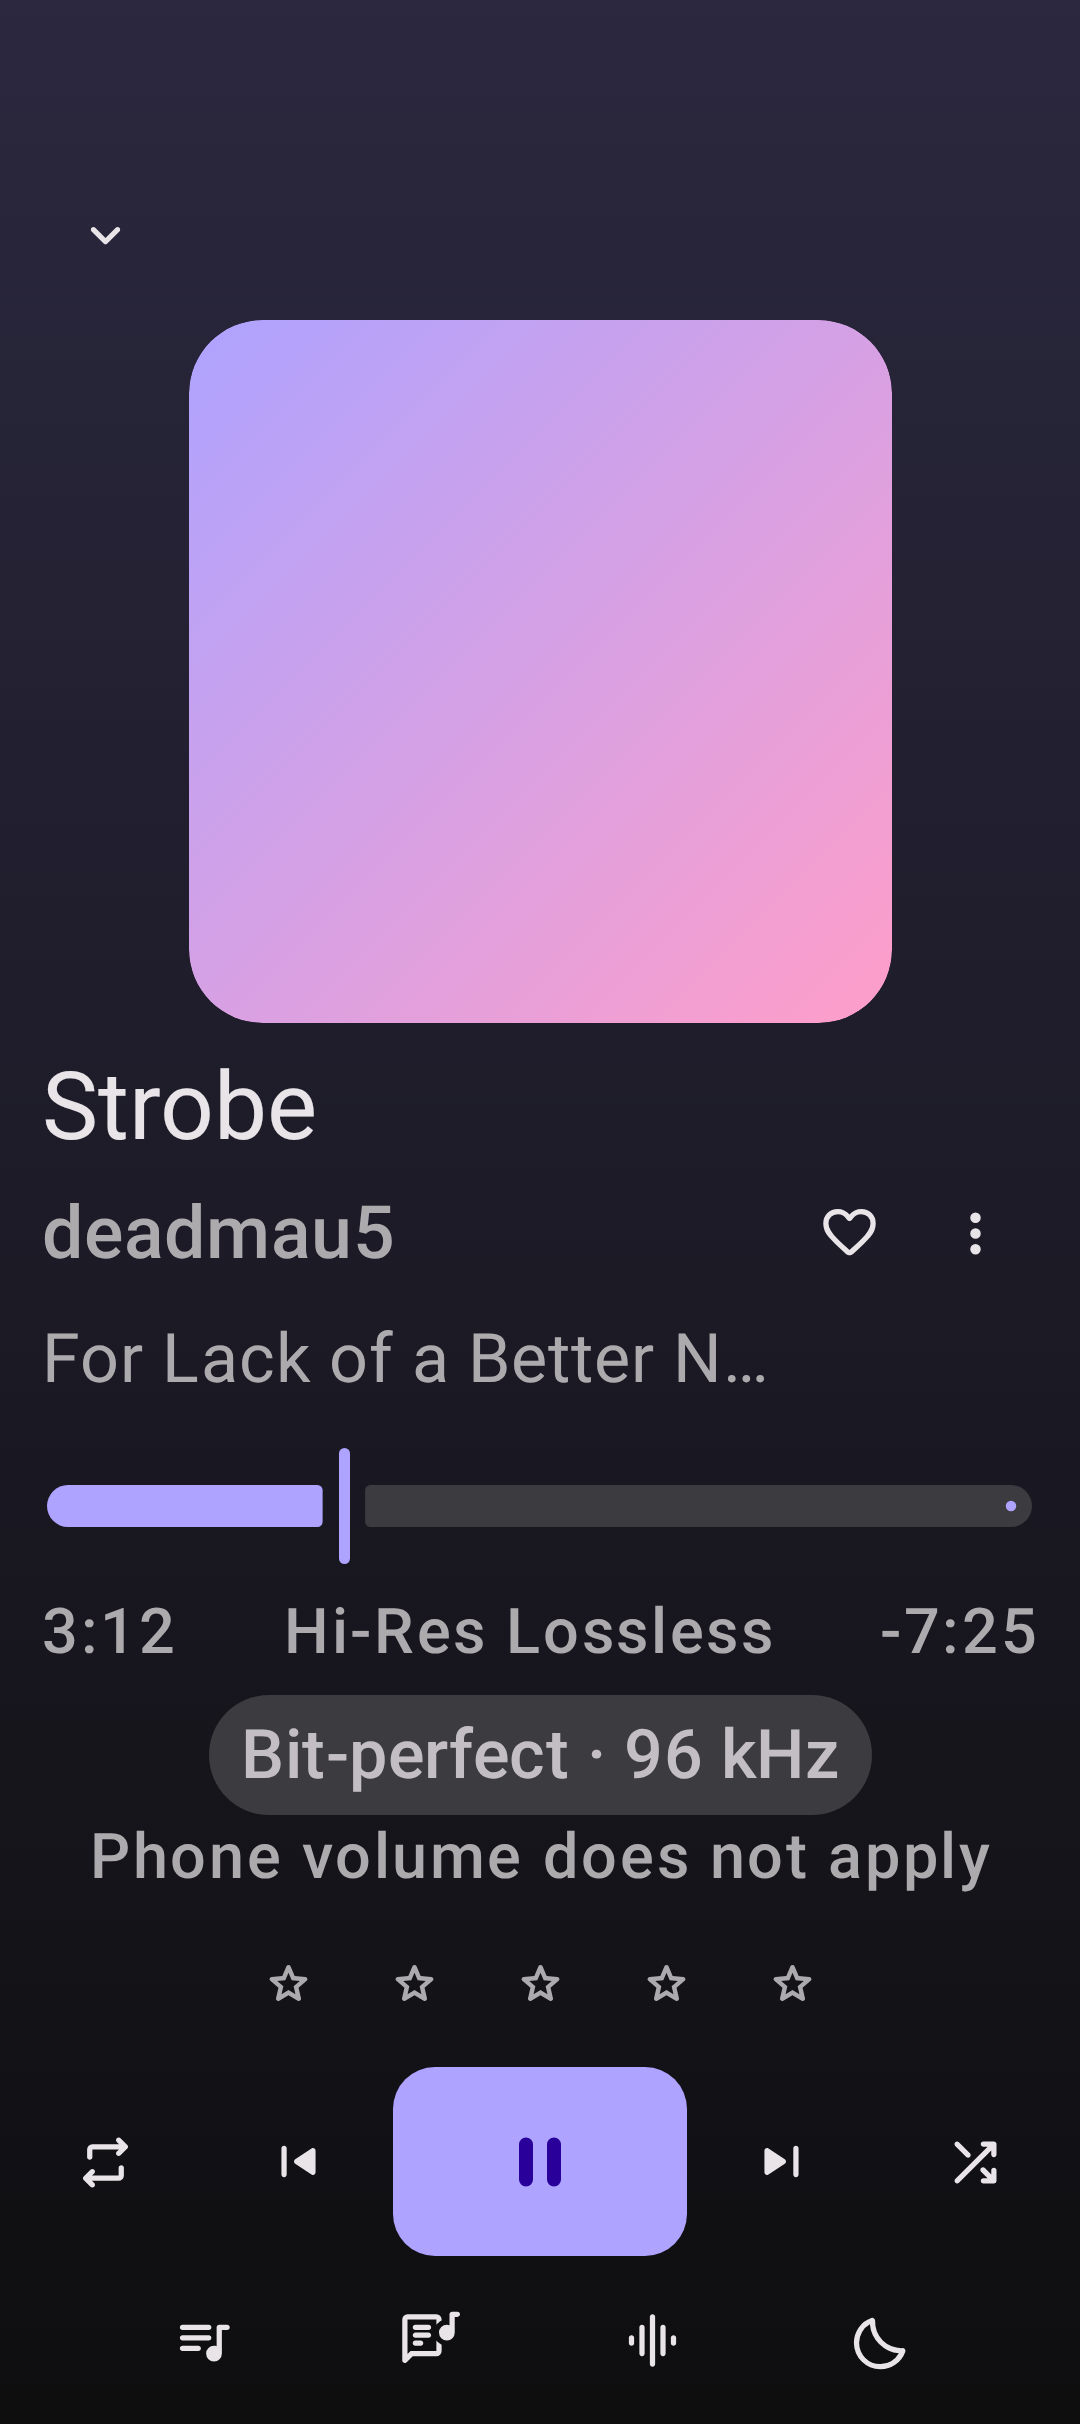 Strobe
deadmau5
For Lack of a Better N…
3:12 Hi-Res Lossless -7:25
Bit-perfect · 96 kHz
Phone volume does not apply